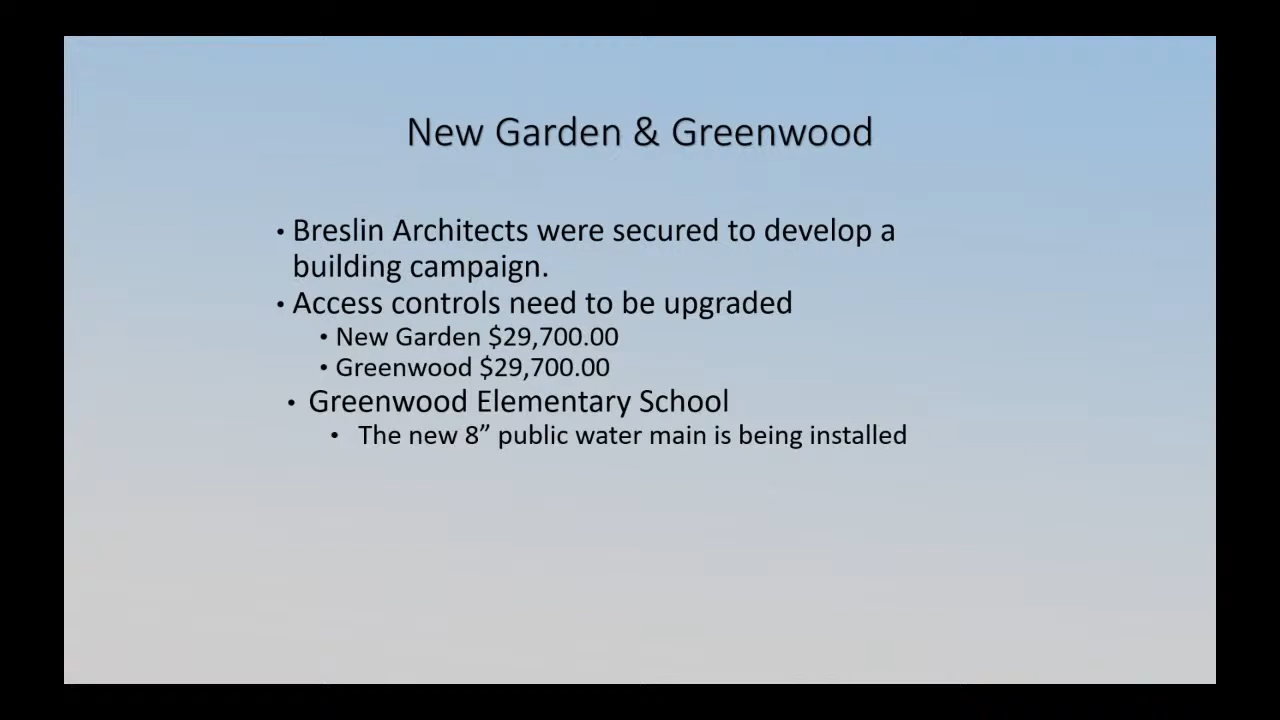 New Garden & Greenwood
• Breslin Architects were secured to develop a
building campaign.
• Access controls need to be upgraded
• New Garden $29,700.00
• Greenwood $29,700.00
• Greenwood Elementary School
• The new 8” public water main is being installed